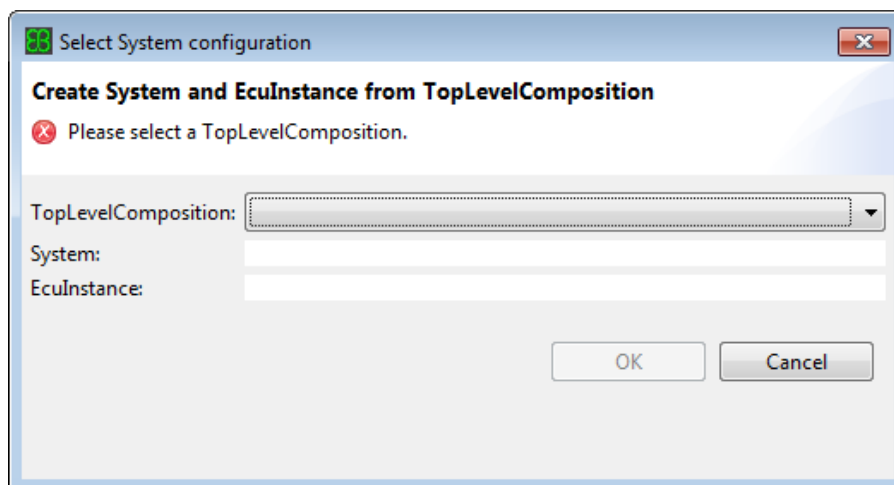 Select System configuration
Create System and EcuInstance from TopLevelComposition
Please select a TopLevelComposition.
TopLevelComposition:
System:
EcuInstance:
OK Cancel